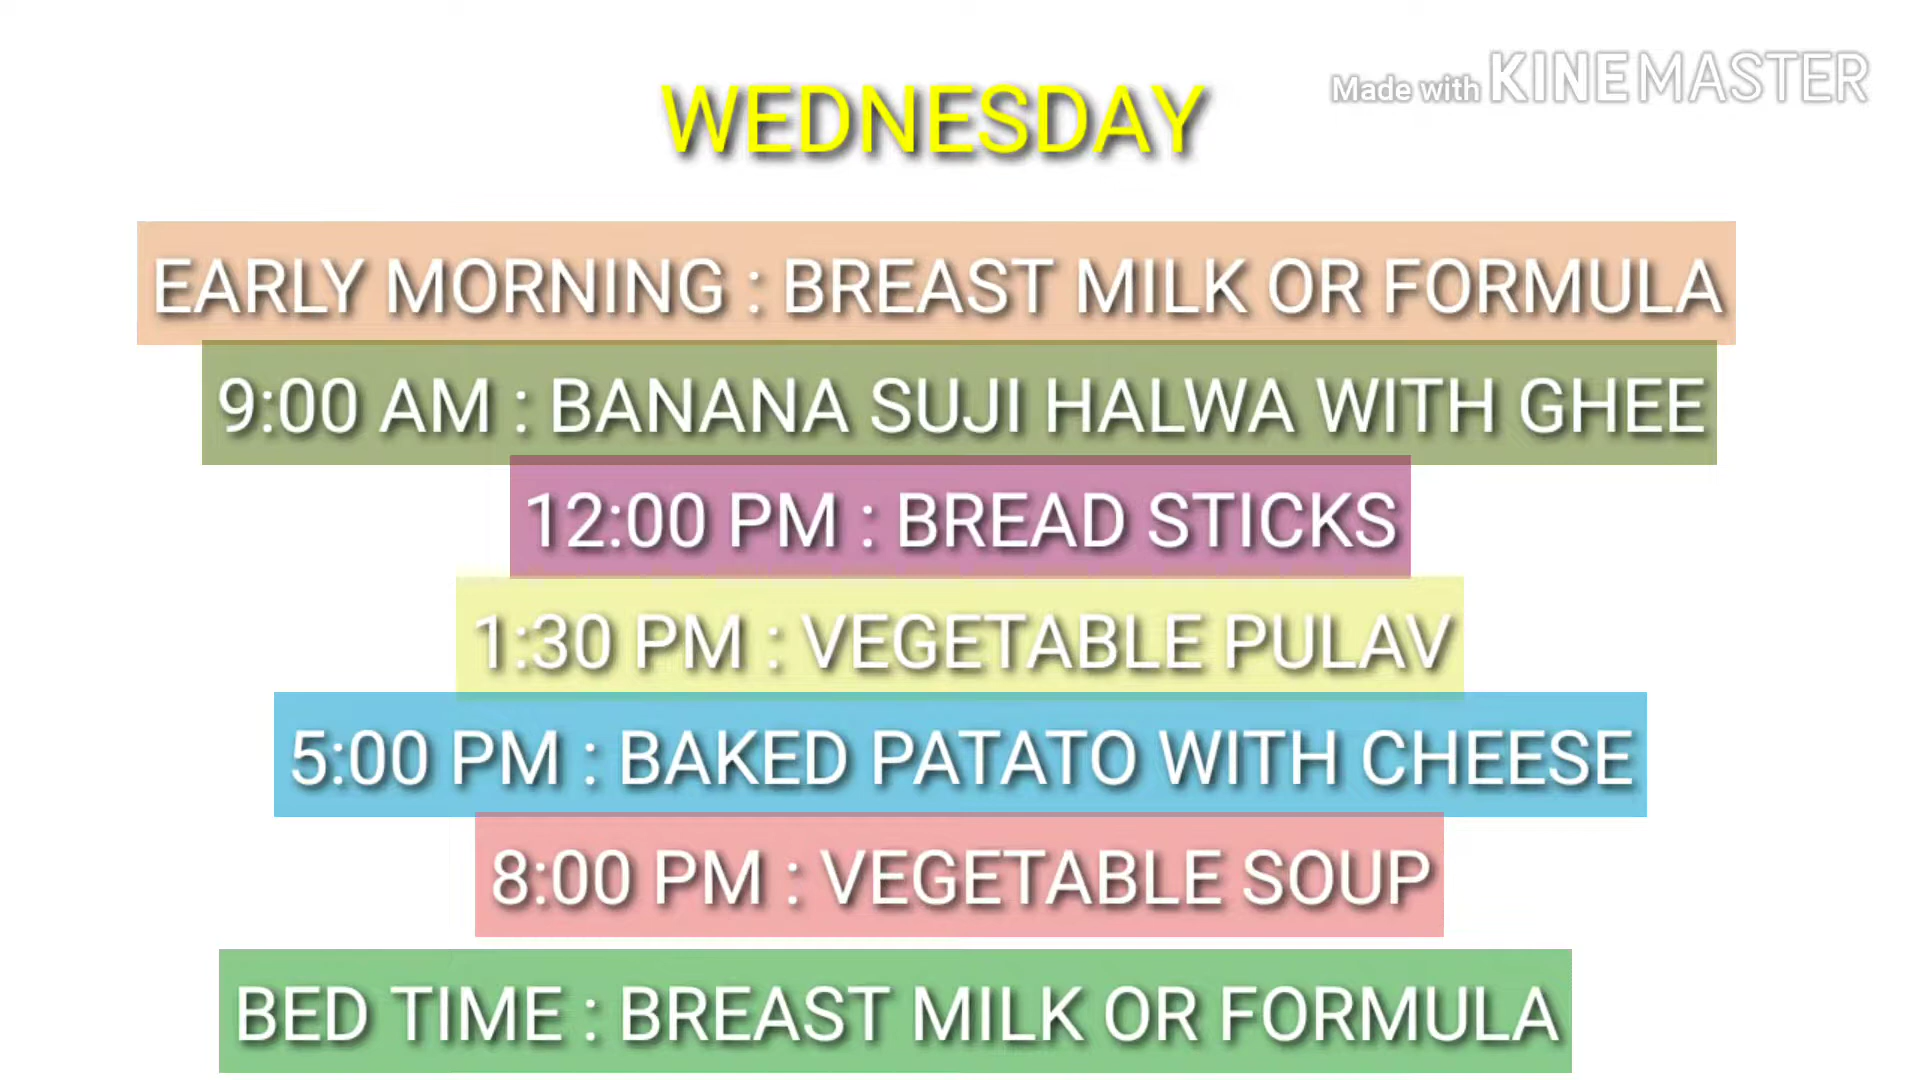 Made with KINEMASTER
WEDNESDAY
EARLY MORNING : BREAST MILK OR FORMULA
9:00 AM : BANANA SUJI HALWA WITH GHEE
12:00 PM : BREAD STICKS
1:30 PM : VEGETABLE PULAV
5:00 PM : BAKED PATATO WITH CHEESE
8:00 PM : VEGETABLE SOUP
BED TIME : BREAST MILK OR FORMULA